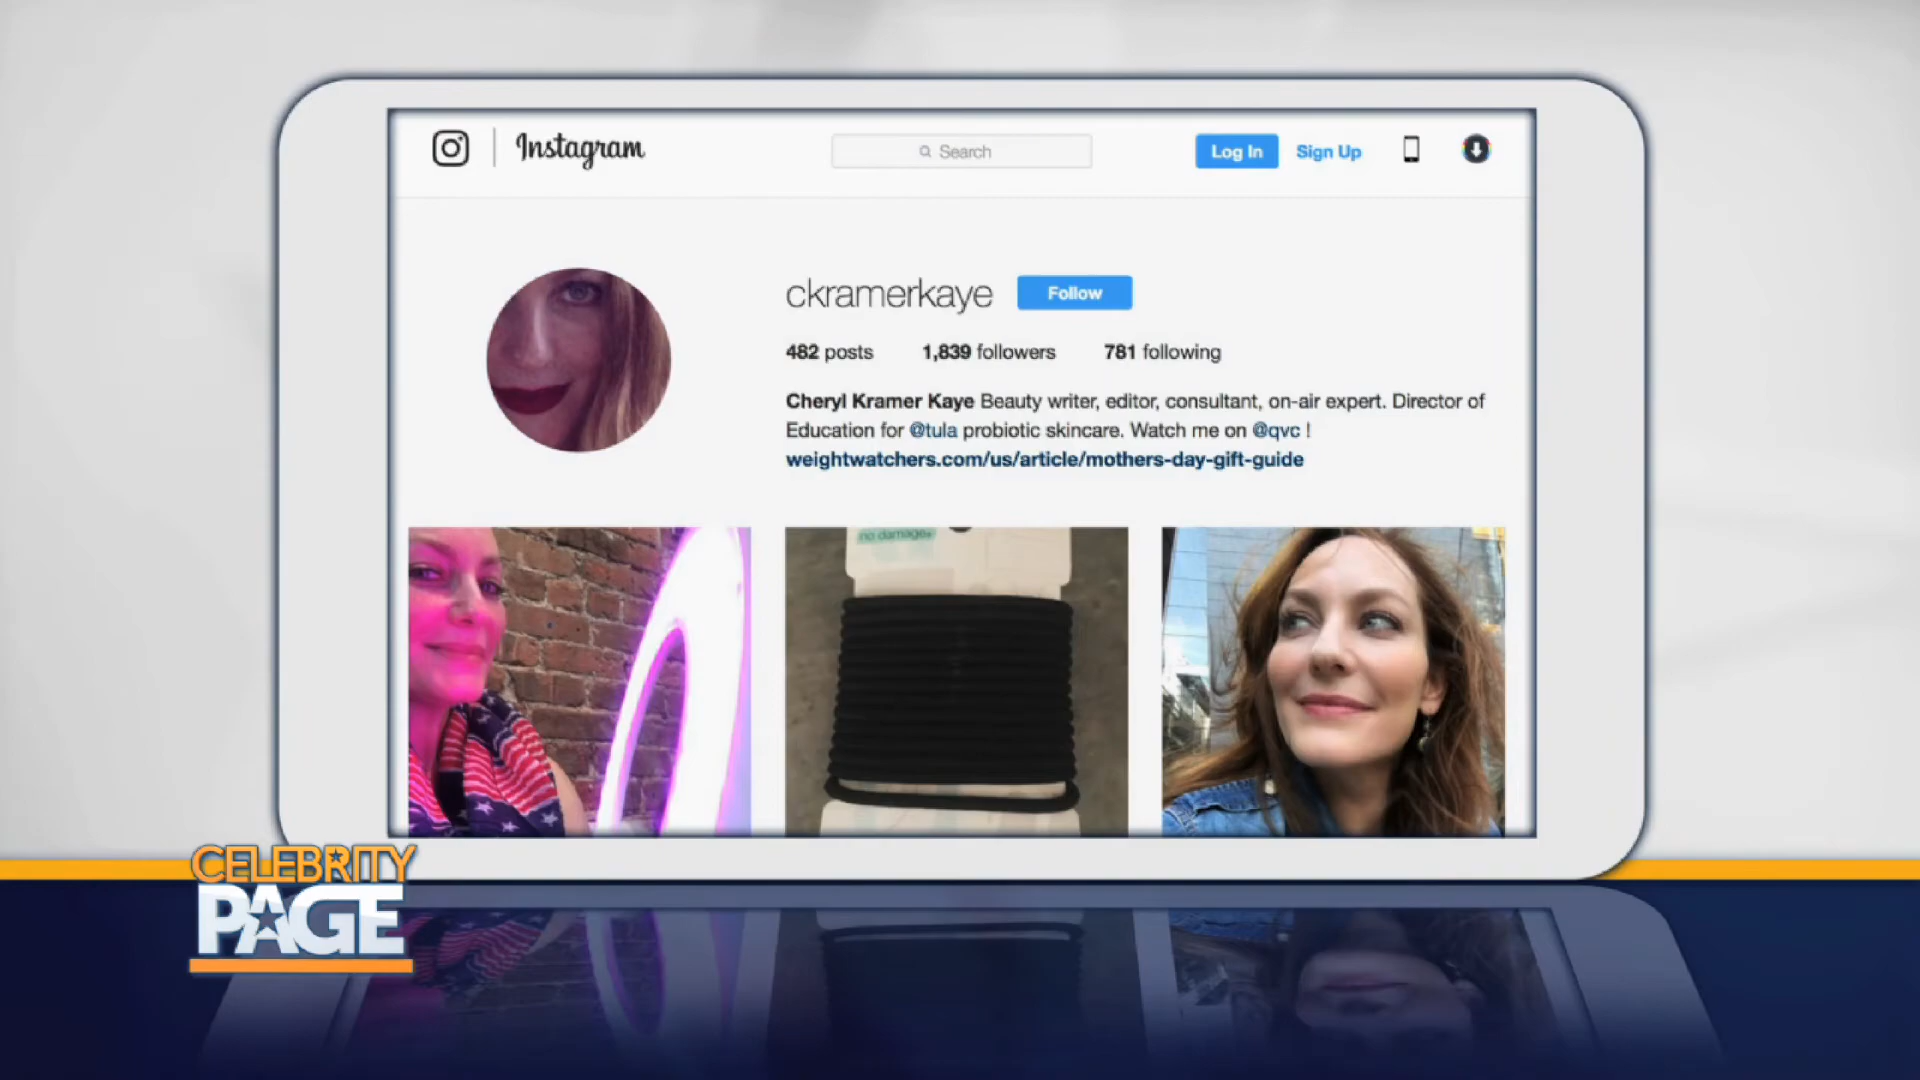 Instagram
Search
Log In
Sign Up
ckramerkaye
Follow
482 posts
1,839 followers
781 following
Cheryl Kramer Kaye Beauty writer, editor, consultant, on-air expert. Director of
Education for @tula probiotic skincare. Watch me on @qvc !
weightwatchers.com/us/article/mothers-day-gift-guide
no damage
CELEBRITY
PAGE